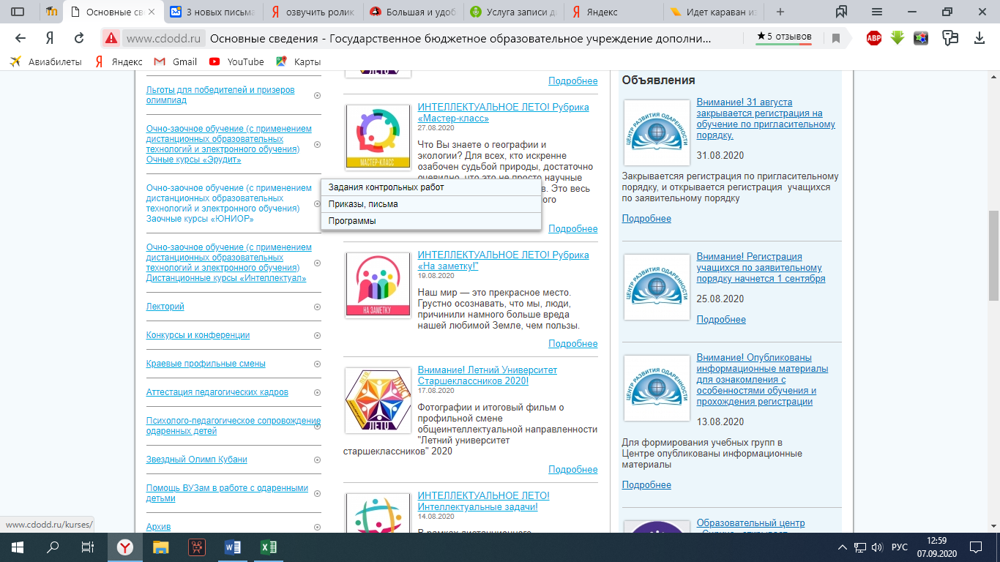 Основные све
3 новых письма
озвучить ролик
Большая и удоб
Услуга записи ди
Яндекс
Идет караван из
www.cdodd.ru Основные сведения - Государственное бюджетное образовательное учреждение дополни...
★5 отзывов
ABP
Авиабилеты
Яндекс
Gmail
YouTube
Карты
Льготы для победителей и призеров
олимпиад
Очно-заочное обучение (с применением
дистанционных образовательных
технологий и электронного обучения)
Очные курсы «Эрудит»
Очно-заочное обучение (с применением
дистанционных образовательных
технологий и электронного обучения)
Заочные курсы «ЮНИОР»
Задания контрольных работ
Приказы, письма
Программы
Очно-заочное обучение (с применением
дистанционных образовательных
технологий и электронного обучения)
Дистанционные курсы «Интеллектуал»
Лекторий
Конкурсы и конференции
Краевые профильные смены
Аттестация педагогических кадров
Психолого-педагогическое сопровождение
одаренных детей
Звездный Олимп Кубани
Помощь ВУЗам в работе с одаренными
детьми
Архив
www.cdodd.ru/kurses/
Подробнее
МАСТЕР-КЛАСС
ИНТЕЛЛЕКТУАЛЬНОЕ ЛЕТО! Рубрика
«Мастер-класс»
27.08.2020
Что Вы знаете о географии и
экологии? Для всех, кто искренне
озабочен судьбой природы, достаточно
очевидно, что это не просто научные
в. Это весь
ого
Подробнее
НА ЗАМЕТКУ
ИНТЕЛЛЕКТУАЛЬНОЕ ЛЕТО! Рубрика
«На заметку!"
19.08.2020
Наш мир — это прекрасное место.
Грустно осознавать, что мы, люди,
причинили намного больше вреда
нашей любимой Земле, чем пользы.
Подробнее
ЛЕТО
Внимание! Летний Университет
Старшеклассников 2020!
17.08.2020
Фотографии и итоговый фильм о
профильной смене
общеинтеллектуальной направленности
"Летний университет
старшеклассников" 2020
Подробнее
ИНТЕЛЛЕКТУАЛЬНОЕ ЛЕТО!
Интеллектуальные задачи!
14.08.2020
В рамках дистанционного
Объявления
ЦЕНТР РАЗВИТИЯ ОДАРЕННОСТИ
Внимание! 31 августа
закрывается регистрация на
обучение по пригласительному
порядку.
31.08.2020
Закрываетсяя регистрация по пригласительному
порядку, и открывается регистрация учащихся
по заявительному порядку
Подробнее
ЦЕНТР РАЗВИТИЯ ОДАРЕННОСТИ
Внимание! Регистрация
учащихся по заявительному
порядку начнется 1 сентября
25.08.2020
Подробнее
ЦЕНТР РАЗВИТИЯ ОДАРЕННОСТИ
Внимание! Опубликованы
информационные материалы
для ознакомления с
особенностями обучения и
прохождения регистрации
13.08.2020
Для формирования учебных групп в
Центре опубликованы информационные
материалы
Подробнее
Образовательный центр
РУС
12:59
07.09.2020